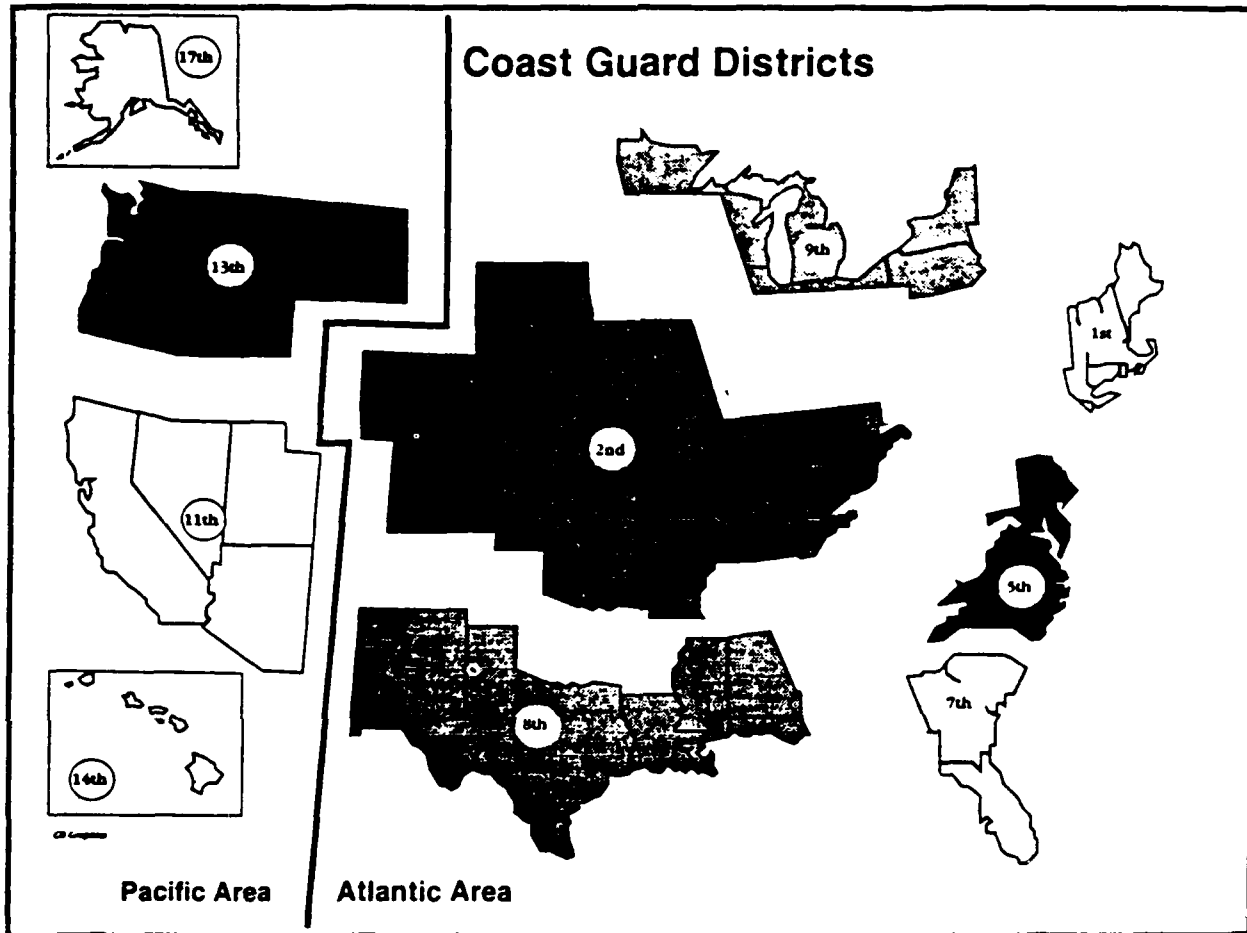 Coast Guard Districts
17th
13th
9th
1st
2nd
11th
5th
7th
8th
14th
Pacific Area
Atlantic Area